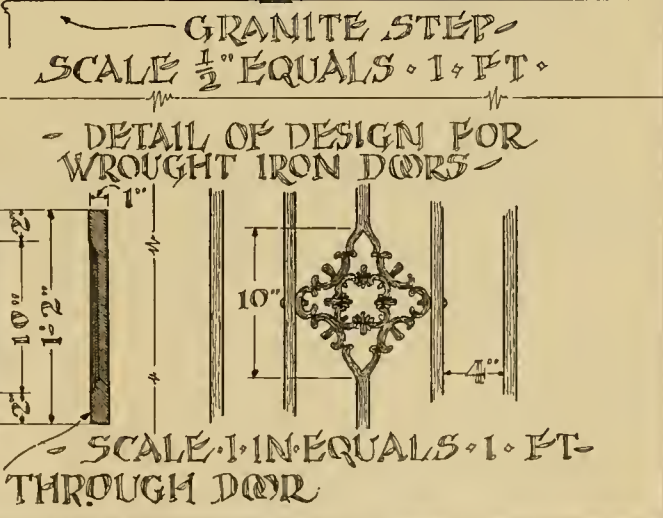 GRANITE STEP-
SCALE 1/2" EQUALS · 1 · FT ·
- DETAIL OF DESIGN FOR
WROUGHT IRON DOORS -
1"
2"
10"
1'-2"
2"
10"
4"
- SCALE · 1 · IN · EQUALS · 1 · FT-
THROUGH DOOR